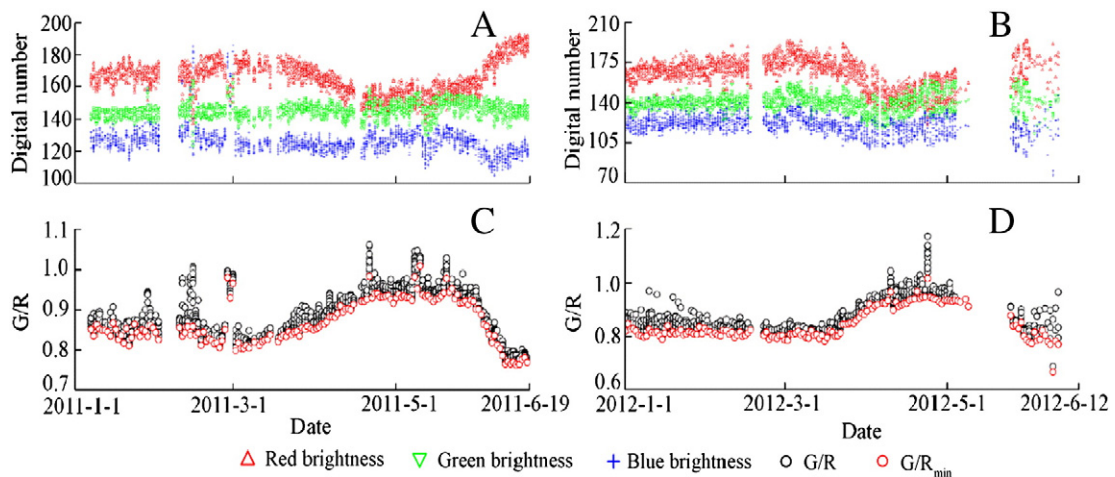 A
B
200
180
160
140
120
100
Digital number
210
175
140
105
70
Digital number
C
D
1.1
1.0
0.9
0.8
0.7
G/R
1.2
1.0
0.8
0.6
G/R
2011-1-1 2011-3-1 2011-5-1 2011-6-19
2012-1-1 2012-3-1 2012-5-1 2012-6-12
Date
Date
Red brightness Green brightness Blue brightness G/R G/Rmin